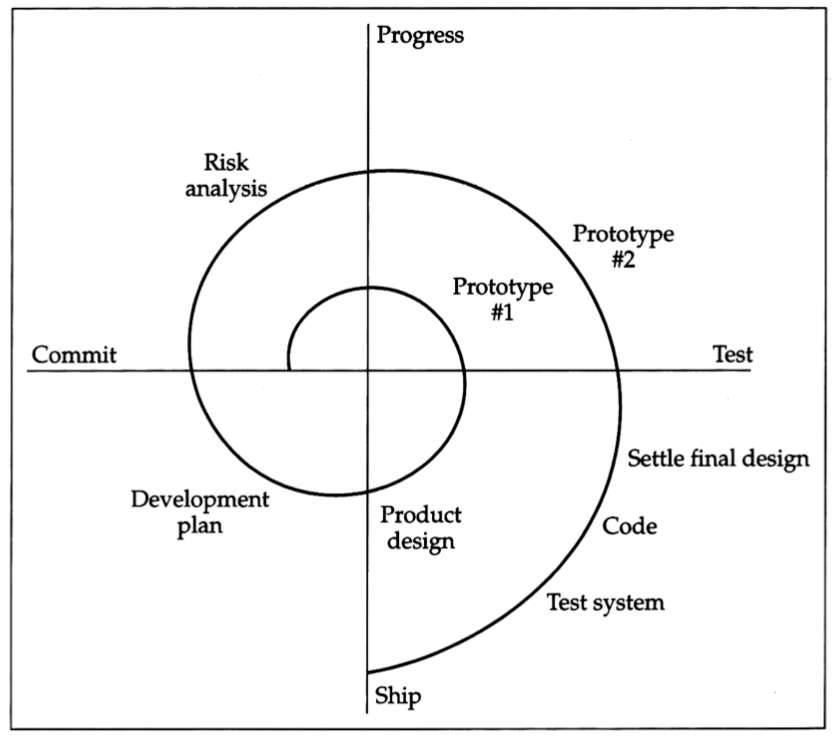 Progress
Risk
analysis
Prototype
#2
Prototype
#1
Commit
Test
Settle final design
Development
plan
Product
design
Code
Test system
Ship